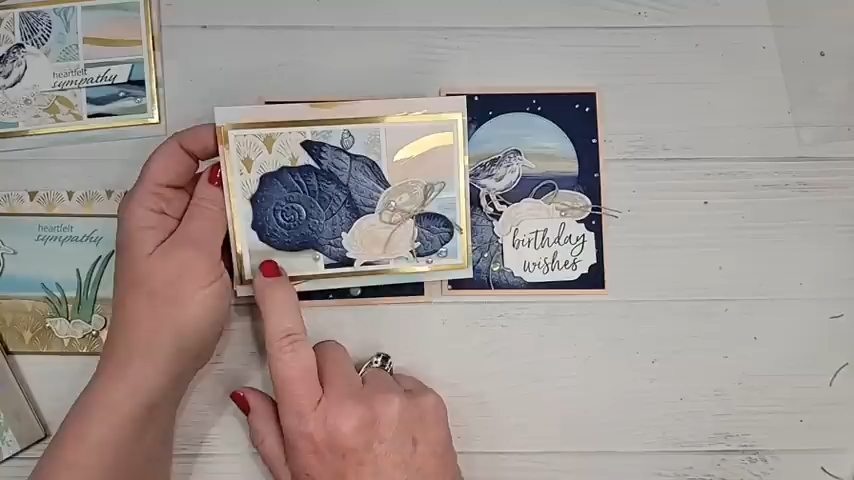 heartfelt
sympathy
heartfelt
sympathy
birthday
wishes